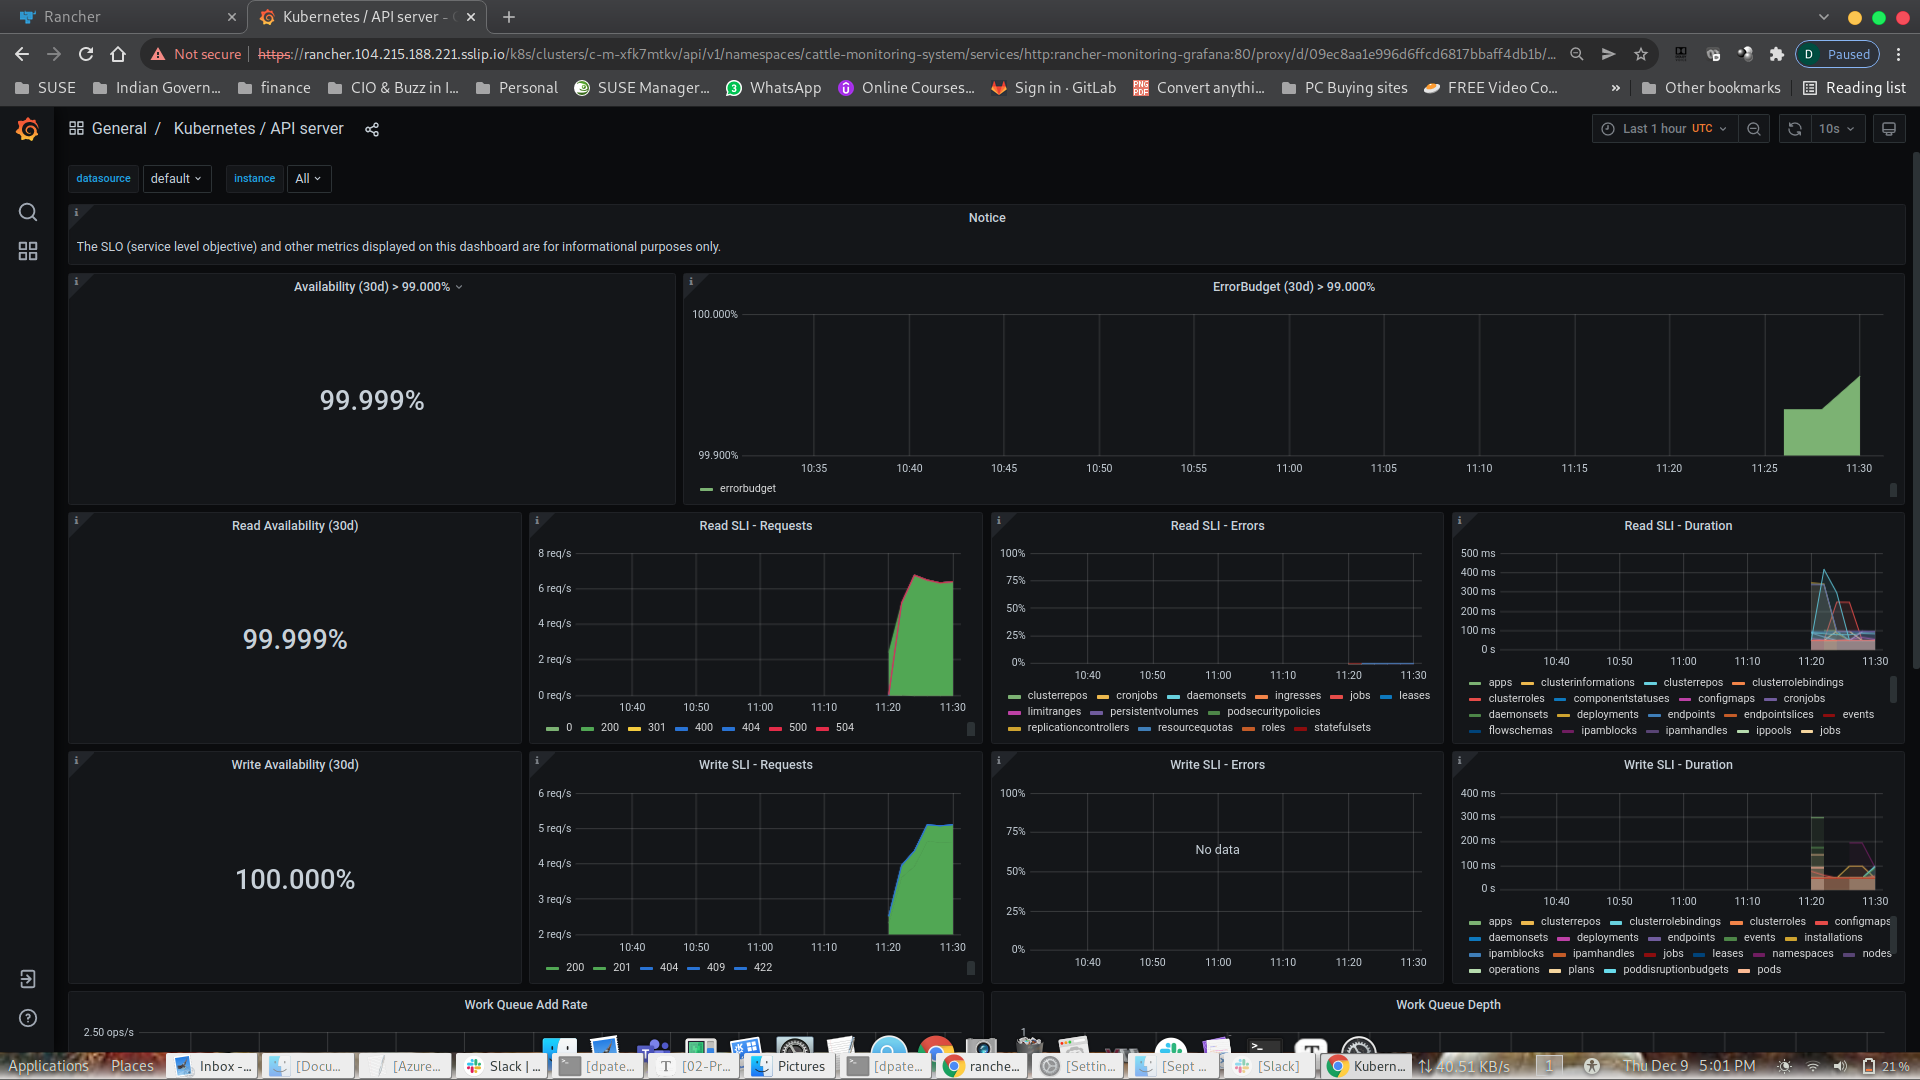 Rancher
Kubernetes / API server -
Not secure
https://rancher.104.215.188.221.sslip.io/k8s/clusters/c-m-xfk7mtkv/api/v1/namespaces/cattle-monitoring-system/services/http:rancher-monitoring-grafana:80/proxy/d/09ec8aa1e996d6ffcd6817bbaff4db1b/...
D Paused
SUSE
Indian Govern...
finance
CIO & Buzz in I...
Personal
SUSE Manager...
WhatsApp
Online Courses...
Sign in · GitLab
Convert anythi...
PC Buying sites
FREE Video Co...
»
Other bookmarks
Reading list
General / Kubernetes / API server
Last 1 hour UTC
10s
datasource default
instance All
Notice
The SLO (service level objective) and other metrics displayed on this dashboard are for informational purposes only.
Availability (30d) > 99.000%
99.999%
ErrorBudget (30d) > 99.000%
100.000%
99.900%
10:35 10:40 10:45 10:50 10:55 11:00 11:05 11:10 11:15 11:20 11:25 11:30
errorbudget
Read Availability (30d)
99.999%
Read SLI - Requests
8 req/s
6 req/s
4 req/s
2 req/s
0 req/s
10:40 10:50 11:00 11:10 11:20 11:30
0 200 301 400 404 500 504
Read SLI - Errors
100%
75%
50%
25%
0%
10:40 10:50 11:00 11:10 11:20 11:30
clusterrepos cronjobs daemonsets ingresses jobs leases
limitranges persistentvolumes podsecuritypolicies
replicationcontrollers resourcequotas roles statefulsets
Read SLI - Duration
500 ms
400 ms
300 ms
200 ms
100 ms
0 s
10:40 10:50 11:00 11:10 11:20 11:30
apps clusterinformations clusterrepos clusterrolebindings
clusterroles componentstatuses configmaps cronjobs
daemonsets deployments endpoints endpointslices events
flowschemas ipamblocks ipamhandles ippools jobs
Write Availability (30d)
100.000%
Write SLI - Requests
6 req/s
5 req/s
4 req/s
3 req/s
2 req/s
10:40 10:50 11:00 11:10 11:20 11:30
200 201 404 409 422
Write SLI - Errors
100%
75%
50%
25%
0%
No data
10:40 10:50 11:00 11:10 11:20 11:30
Write SLI - Duration
400 ms
300 ms
200 ms
100 ms
0 s
10:40 10:50 11:00 11:10 11:20 11:30
apps clusterrepos clusterrolebindings clusterroles configmaps
daemonsets deployments endpoints events installations
ipamblocks ipamhandles jobs leases namespaces nodes
operations plans poddisruptionbudgets pods
Work Queue Add Rate
2.50 ops/s
Work Queue Depth
1
Applications Places Inbox -... [Docu... [Azure... Slack | ... [dpate... [02-Pr... Pictures [dpate... ranche... [Settin... [Sept ... [Slack] Kubern... 40.51 KB/s 1 Thu Dec 9 5:01 PM 21 %